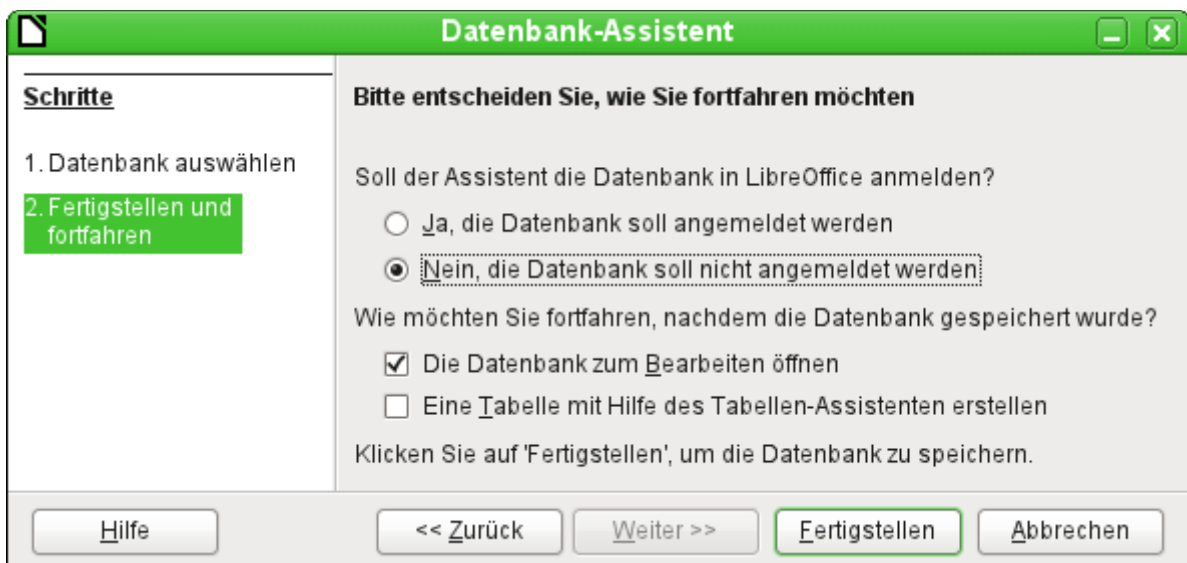 Datenbank-Assistent
Schritte
1. Datenbank auswählen
2. Fertigstellen und
fortfahren
Bitte entscheiden Sie, wie Sie fortfahren möchten
Soll der Assistent die Datenbank in LibreOffice anmelden?
Ja, die Datenbank soll angemeldet werden
Nein, die Datenbank soll nicht angemeldet werden
Wie möchten Sie fortfahren, nachdem die Datenbank gespeichert wurde?
Die Datenbank zum Bearbeiten öffnen
Eine Tabelle mit Hilfe des Tabellen-Assistenten erstellen
Klicken Sie auf 'Fertigstellen', um die Datenbank zu speichern.
Hilfe
<< Zurück
Weiter >>
Fertigstellen
Abbrechen